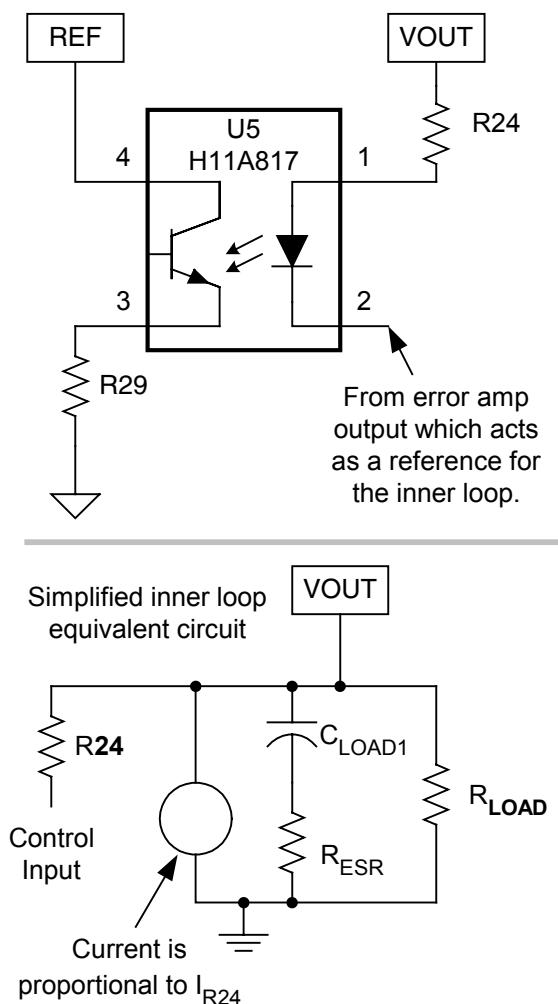 REF
VOUT
R24
U5
H11A817
4
1
3
2
R29
From error amp
output which acts
as a reference for
the inner loop.
Simplified inner loop
equivalent circuit
VOUT
R24
CLOAD1
RLOAD
RESR
Control
Input
Current is
proportional to IR24